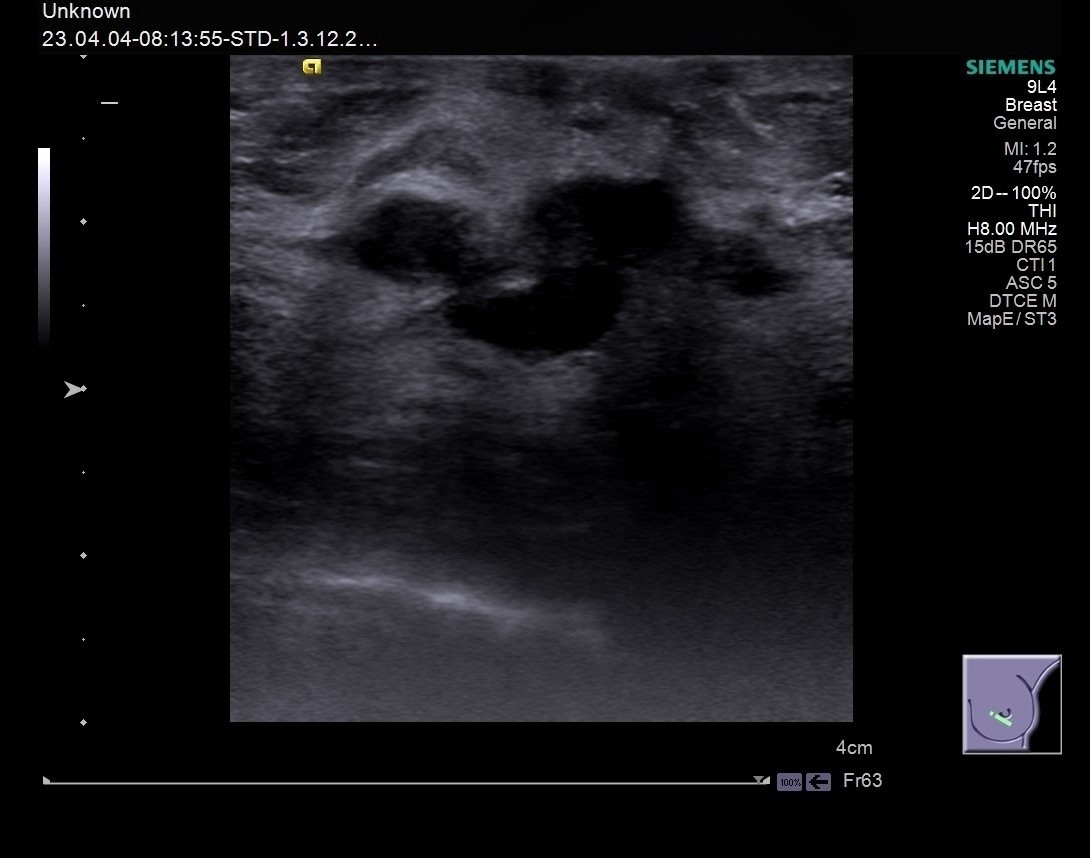 Unknown
23.04.04-08:13:55-STD-1.3.12.2...
SIEMENS
9L4
Breast
General
MI: 1.2
47fps
2D--100%
THI
H8.00 MHz
15dB DR65
CTI 1
ASC 5
DTCE M
MapE / ST3
4cm
100%
Fr63